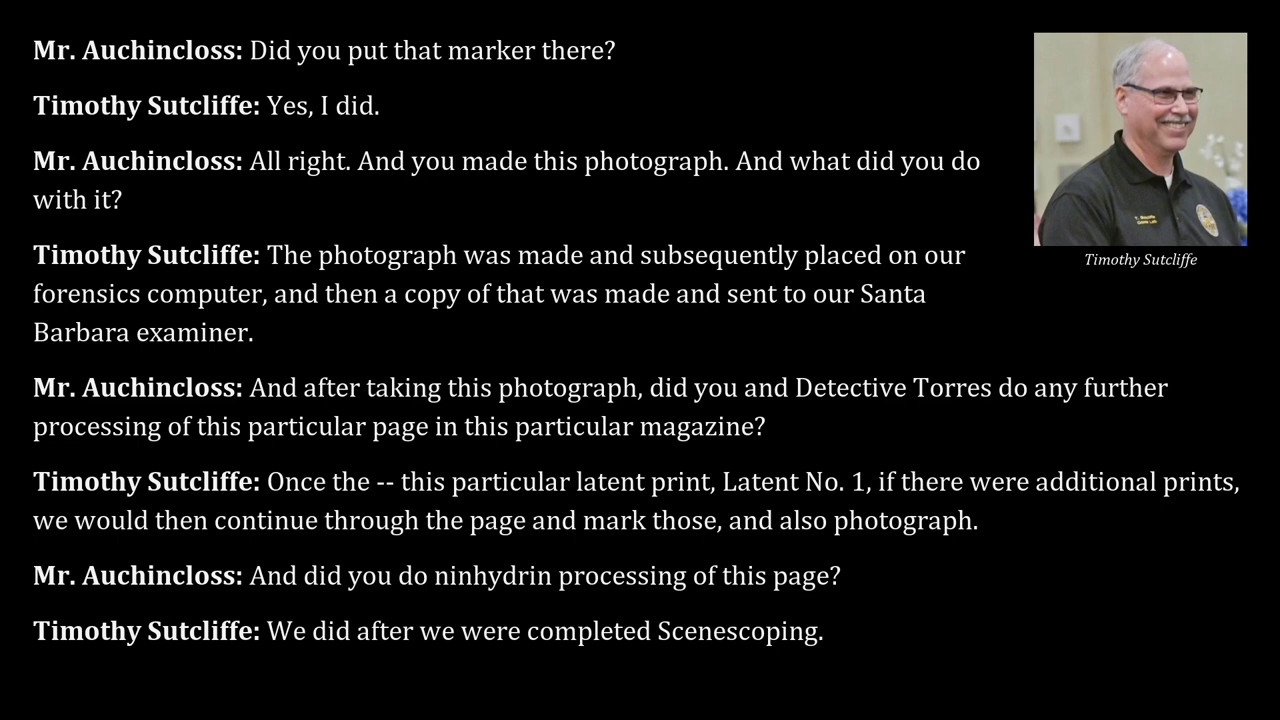 Mr. Auchincloss: Did you put that marker there?
Timothy Sutcliffe: Yes, I did.
Mr. Auchincloss: All right. And you made this photograph. And what did you do
with it?
Timothy Sutcliffe: The photograph was made and subsequently placed on our
forensics computer, and then a copy of that was made and sent to our Santa
Barbara examiner.
Timothy Sutcliffe
Mr. Auchincloss: And after taking this photograph, did you and Detective Torres do any further
processing of this particular page in this particular magazine?
Timothy Sutcliffe: Once the -- this particular latent print, Latent No. 1, if there were additional prints,
we would then continue through the page and mark those, and also photograph.
Mr. Auchincloss: And did you do ninhydrin processing of this page?
Timothy Sutcliffe: We did after we were completed Scenescoping.